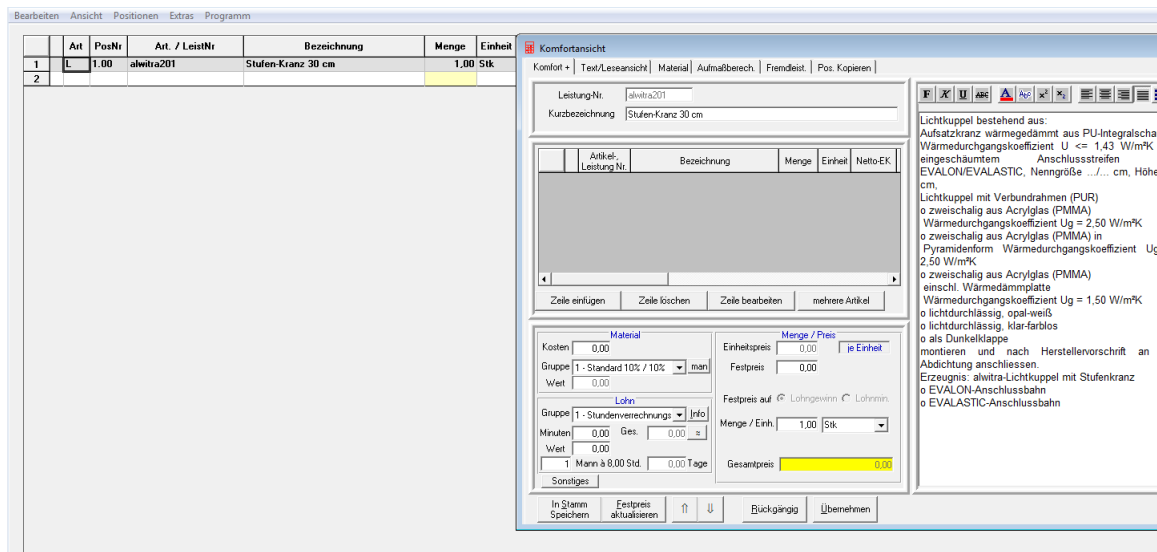 Bearbeiten Ansicht Positionen Extras Programm
Art PosNr Art. / LeistNr Bezeichnung Menge Einheit
1 L 1.00 alwitra201 Stufen-Kranz 30 cm 1,00 Stk
2
Komfortansicht
Komfort + Text/Leseansicht Material Aufmaßberech. Fremdleist. Pos. Kopieren
Leistung-Nr. alwitra201
Kurzbezeichnung Stufen-Kranz 30 cm
Artikel-, Leistung Nr. Bezeichnung Menge Einheit Netto-EK
Zeile einfügen Zeile löschen Zeile bearbeiten mehrere Artikel
Material
Kosten 0,00
Gruppe 1 - Standard 10% / 10% man
Wert 0,00
Lohn
Gruppe 1 - Stundenverrechnungs Info
Minuten 0,00 Ges. 0,00 ≈
Wert 0,00
1 Mann à 8,00 Std. 0,00 Tage
Sonstiges
Menge / Preis
Einheitspreis 0,00 je Einheit
Festpreis 0,00
Festpreis auf Lohngewinn Lohnmin.
Menge / Einh. 1,00 Stk
Gesamtpreis 0,00
In Stamm Speichern Festpreis aktualisieren ⇑ ⇓ Rückgängig Übernehmen
F K U ABC A ABC x² x₂
Lichtkuppel bestehend aus:
Aufsatzkranz wärmegedämmt aus PU-Integralscha
Wärmedurchgangskoeffizient U <= 1,43 W/m²K
eingeschäumtem Anschlussstreifen
EVALON/EVALASTIC, Nenngröße .../... cm, Höhe
cm,
Lichtkuppel mit Verbundrahmen (PUR)
o zweischalig aus Acrylglas (PMMA)
Wärmedurchgangskoeffizient Ug = 2,50 W/m²K
o zweischalig aus Acrylglas (PMMA) in
Pyramidenform Wärmedurchgangskoeffizient Ug
2,50 W/m²K
o zweischalig aus Acrylglas (PMMA)
einschl. Wärmedämmplatte
Wärmedurchgangskoeffizient Ug = 1,50 W/m²K
o lichtdurchlässig, opal-weiß
o lichtdurchlässig, klar-farblos
o als Dunkelklappe
montieren und nach Herstellervorschrift an
Abdichtung anschliessen.
Erzeugnis: alwitra-Lichtkuppel mit Stufenkranz
o EVALON-Anschlussbahn
o EVALASTIC-Anschlussbahn